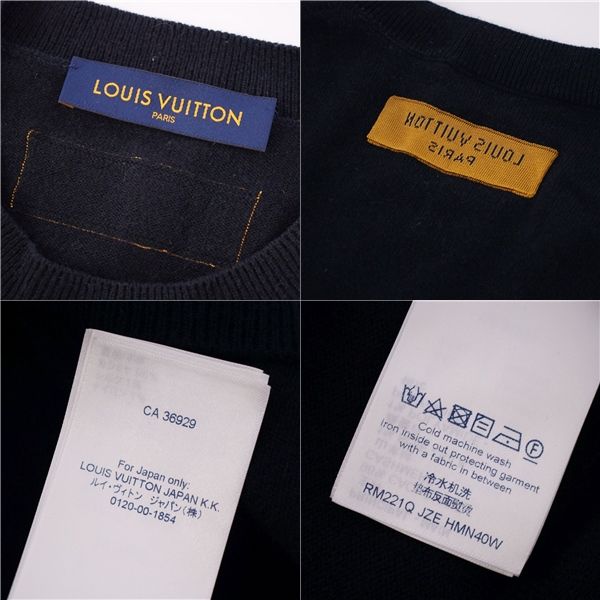 LOUIS VUITTON
PARIS
LOUIS VUITTON
PARIS
CA 36929
For Japan only:
LOUIS VUITTON JAPAN K.K.
ルイ・ヴィトン ジャパン(株)
0120-00-1854
Cold machine wash
Iron inside out protecting garment
with a fabric in between
冷水机洗
垫布反面熨烫
RM221Q JZE HMN40W